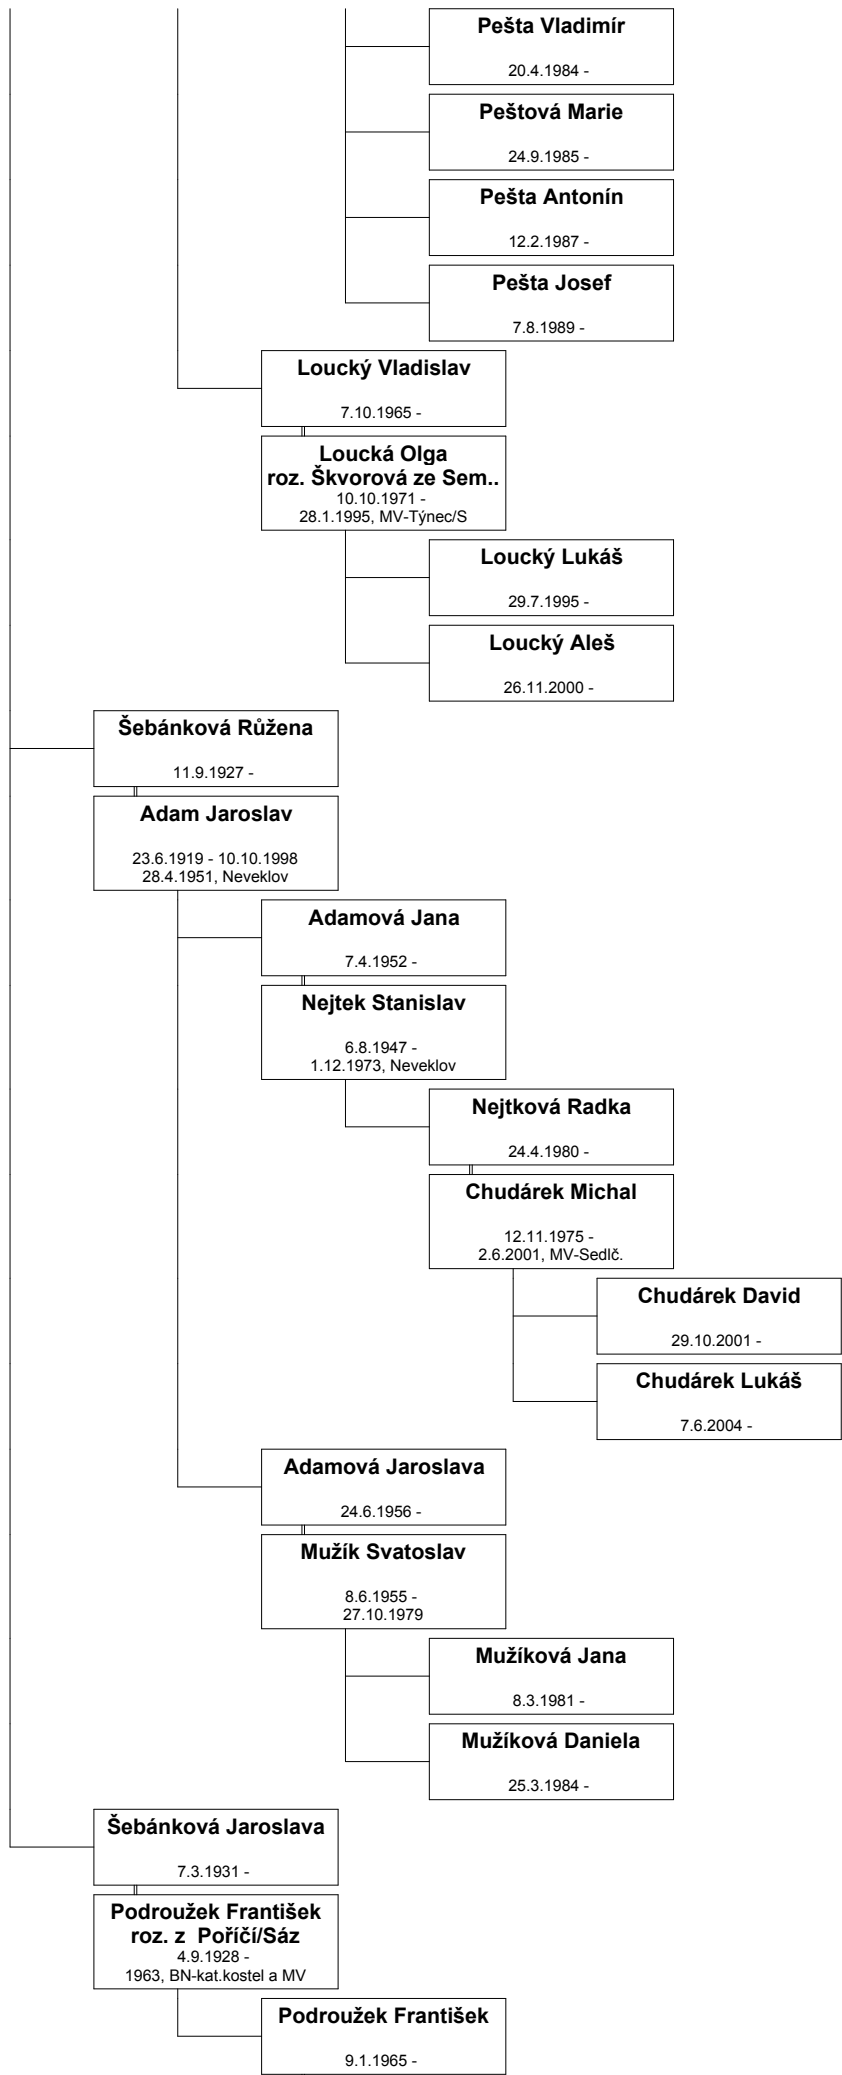 Pešta Vladimír
20.4.1984 -
Peštová Marie
24.9.1985 -
Pešta Antonín
12.2.1987 -
Pešta Josef
7.8.1989 -
Loucký Vladislav
7.10.1965 -
Loucká Olga
roz. Škvorová ze Sem..
10.10.1971 -
28.1.1995, MV-Týnec/S
Loucký Lukáš
29.7.1995 -
Loucký Aleš
26.11.2000 -
Šebánková Růžena
11.9.1927 -
Adam Jaroslav
23.6.1919 - 10.10.1998
28.4.1951, Neveklov
Adamová Jana
7.4.1952 -
Nejtek Stanislav
6.8.1947 -
1.12.1973, Neveklov
Nejtková Radka
24.4.1980 -
Chudárek Michal
12.11.1975 -
2.6.2001, MV-Sedlč.
Chudárek David
29.10.2001 -
Chudárek Lukáš
7.6.2004 -
Adamová Jaroslava
24.6.1956 -
Mužík Svatoslav
8.6.1955 -
27.10.1979
Mužíková Jana
8.3.1981 -
Mužíková Daniela
25.3.1984 -
Šebánková Jaroslava
7.3.1931 -
Podroužek František
roz. z  Poříčí/Sáz
4.9.1928 -
1963, BN-kat.kostel a MV
Podroužek František
9.1.1965 -